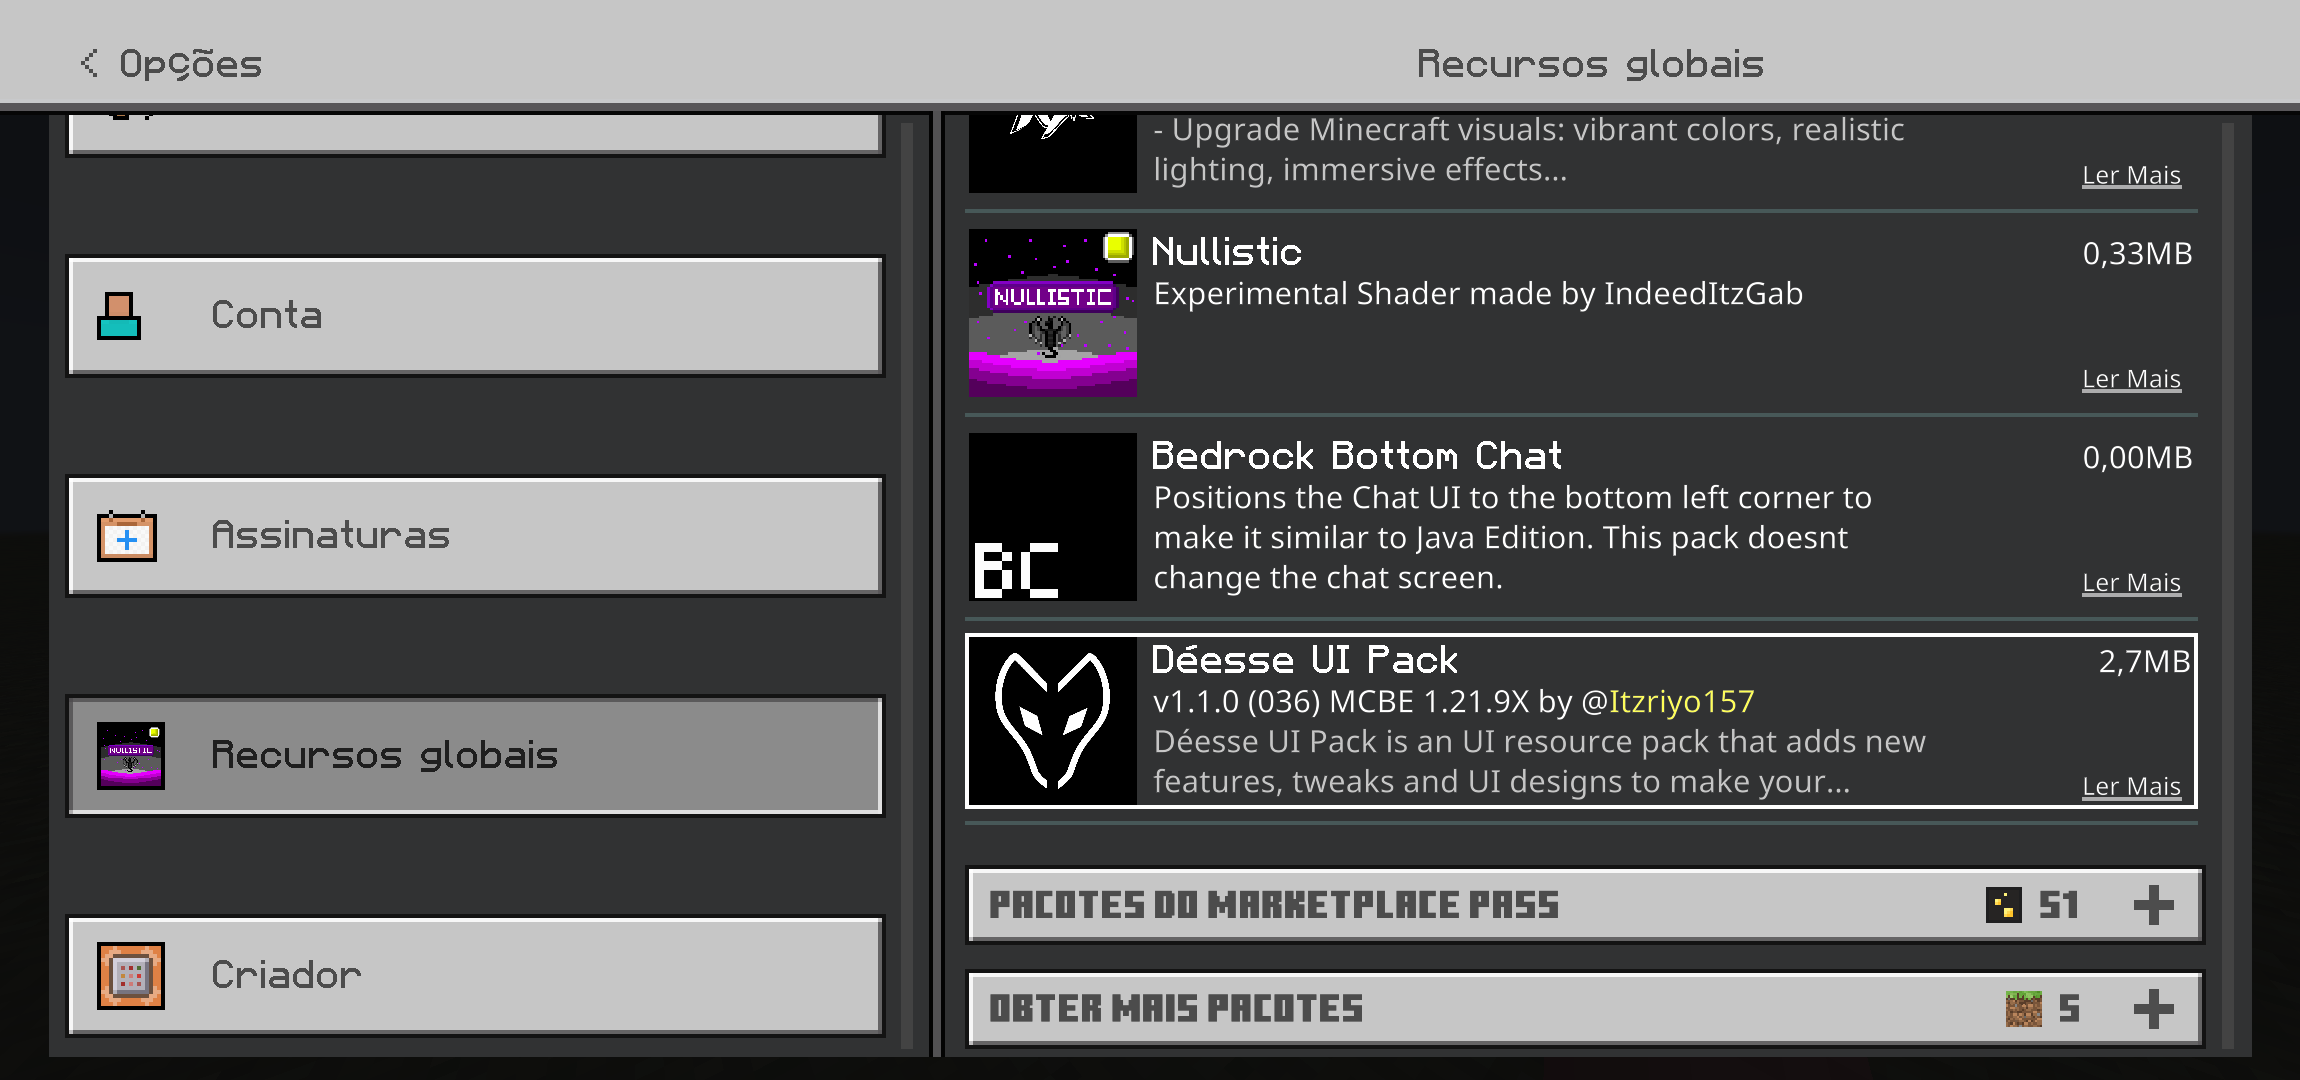 Opções
Recursos globais
Conta
Assinaturas
Recursos globais
Criador
- Upgrade Minecraft visuals: vibrant colors, realistic
lighting, immersive effects...
Ler Mais
NULLISTIC
Nullistic
0,33MB
Experimental Shader made by IndeedItzGab
Ler Mais
BC
Bedrock Bottom Chat
0,00MB
Positions the Chat UI to the bottom left corner to
make it similar to Java Edition. This pack doesnt
change the chat screen.
Ler Mais
Déesse UI Pack
2,7MB
v1.1.0 (036) MCBE 1.21.9X by @Itzriyo157
Déesse UI Pack is an UI resource pack that adds new
features, tweaks and UI designs to make your...
Ler Mais
PACOTES DO MARKETPLACE PASS
51
OBTER MAIS PACOTES
5